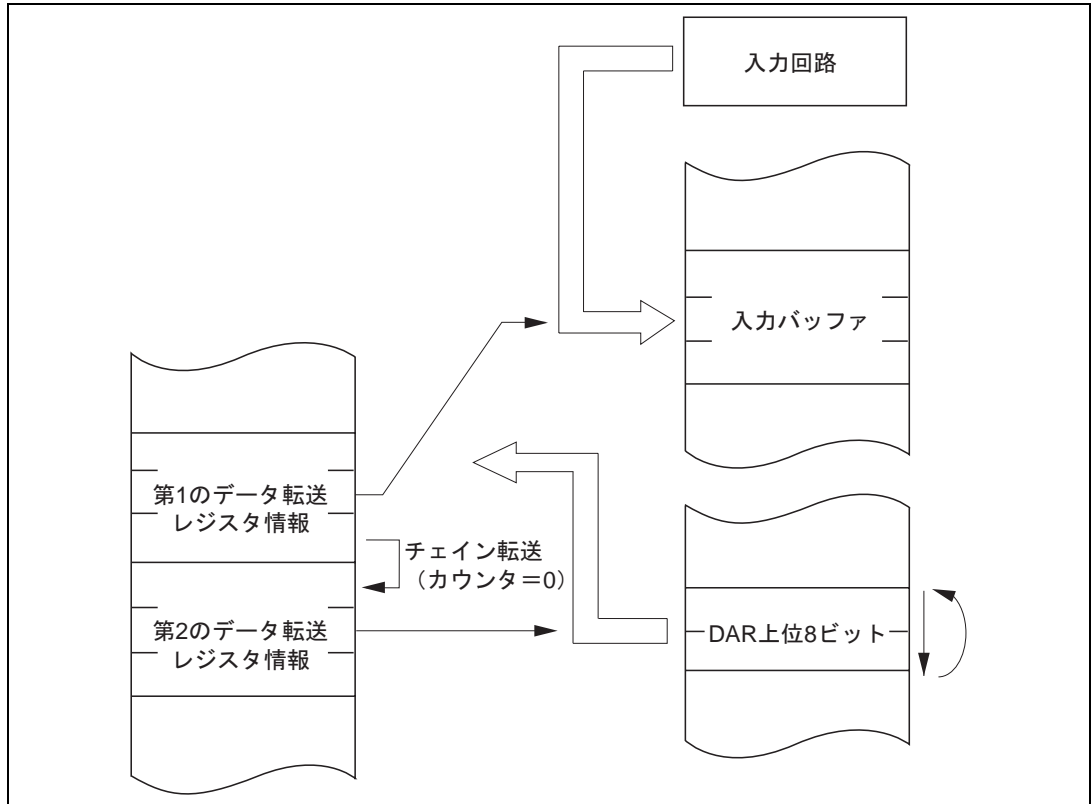 入力回路
入力バッファ
第1のデータ転送
レジスタ情報
チェイン転送
（カウンタ＝0）
第2のデータ転送
レジスタ情報
DAR上位8ビット